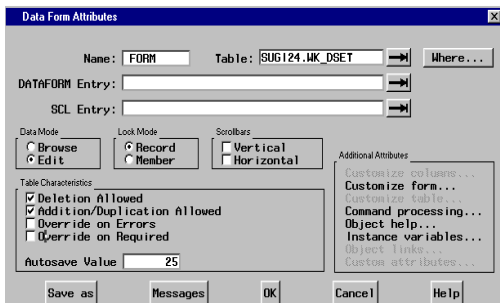 Data Form Attributes
Name: FORM Table: SUGI24.WK_DSET Where...
DATAFORM Entry:
SCL Entry:
Data Mode Look Mode Scrollbars
Browse Record Vertical
Edit Member Horizontal
Additional Attributes
Customize columns...
Customize form...
Customize table...
Command processing...
Object help...
Instance variables...
Object links...
Custom attributes...
Table Characteristics
Deletion Allowed
Addition/Duplication Allowed
Override on Errors
Override on Required
Autosave Value 25
Save as Messages OK Cancel Help